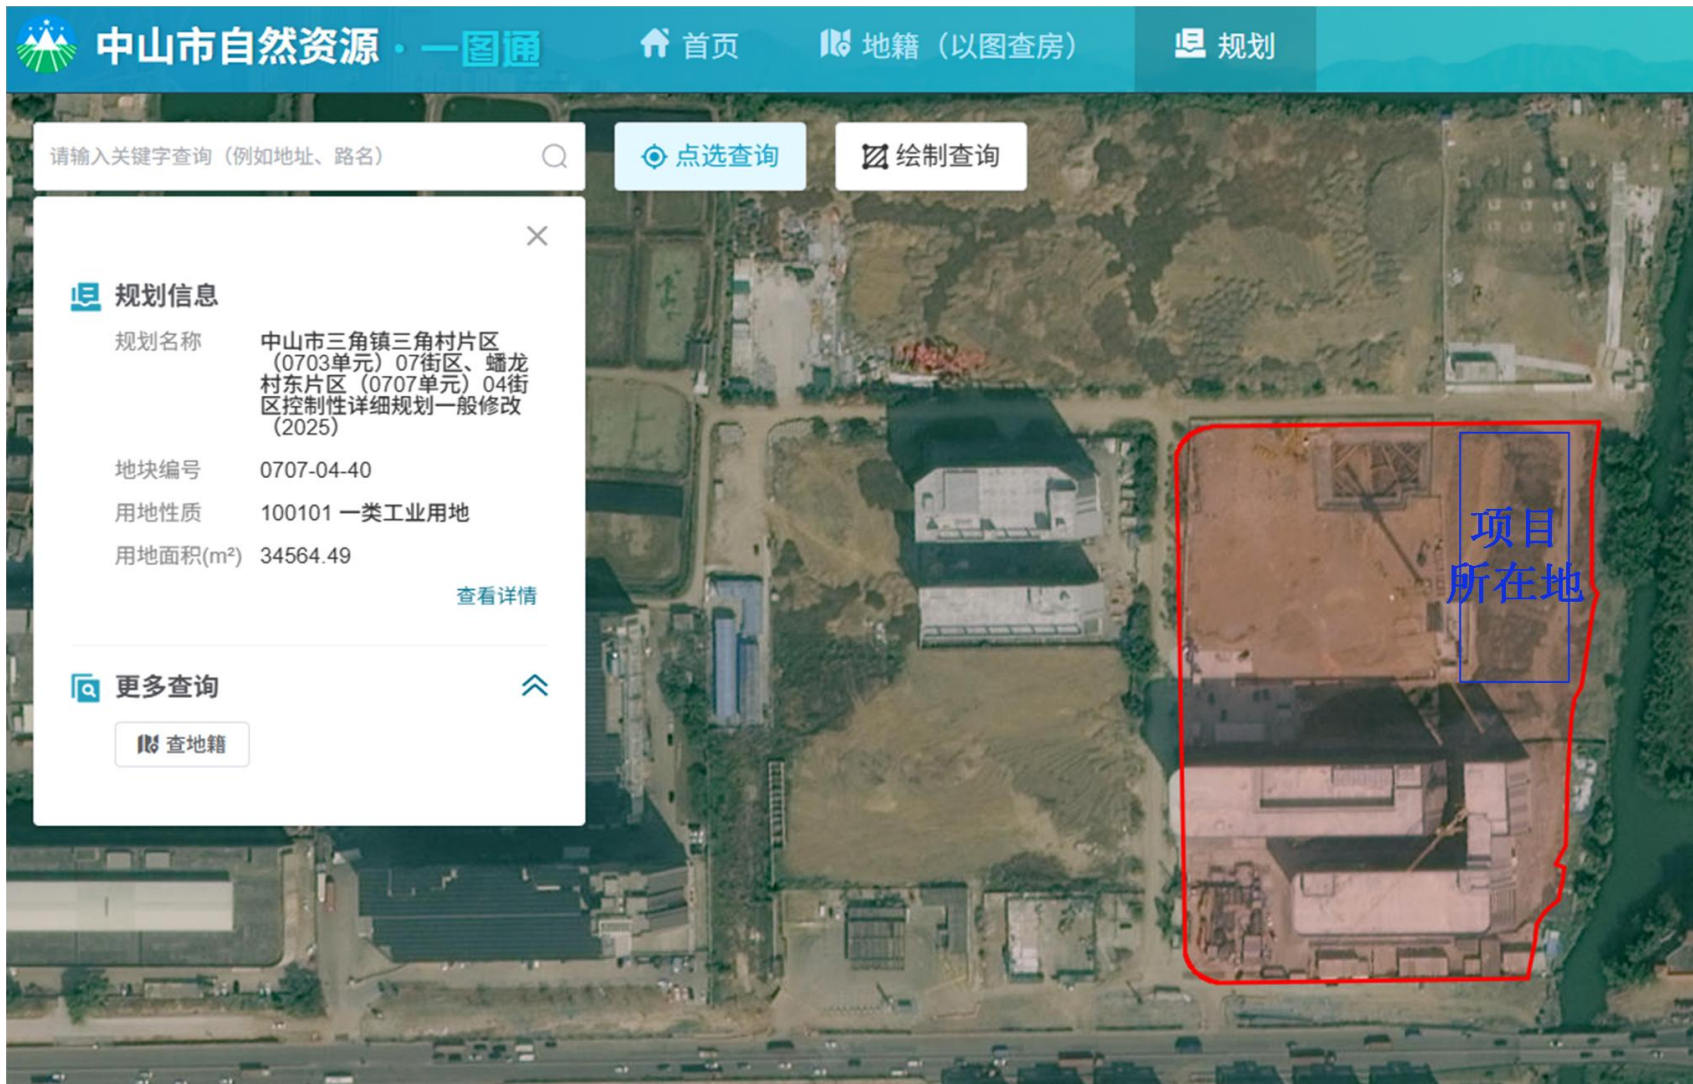 中山市自然资源·一图通
首页
地籍（以图查房）
规划
请输入关键字查询（例如地址、路名）
点选查询
绘制查询
规划信息
规划名称
中山市三角镇三角村片区
（0703单元）07街区、蟠龙
村东片区（0707单元）04街
区控制性详细规划一般修改
（2025）
地块编号
0707-04-40
用地性质
100101 一类工业用地
用地面积(m²)
34564.49
查看详情
更多查询
查地籍
项目
所在地